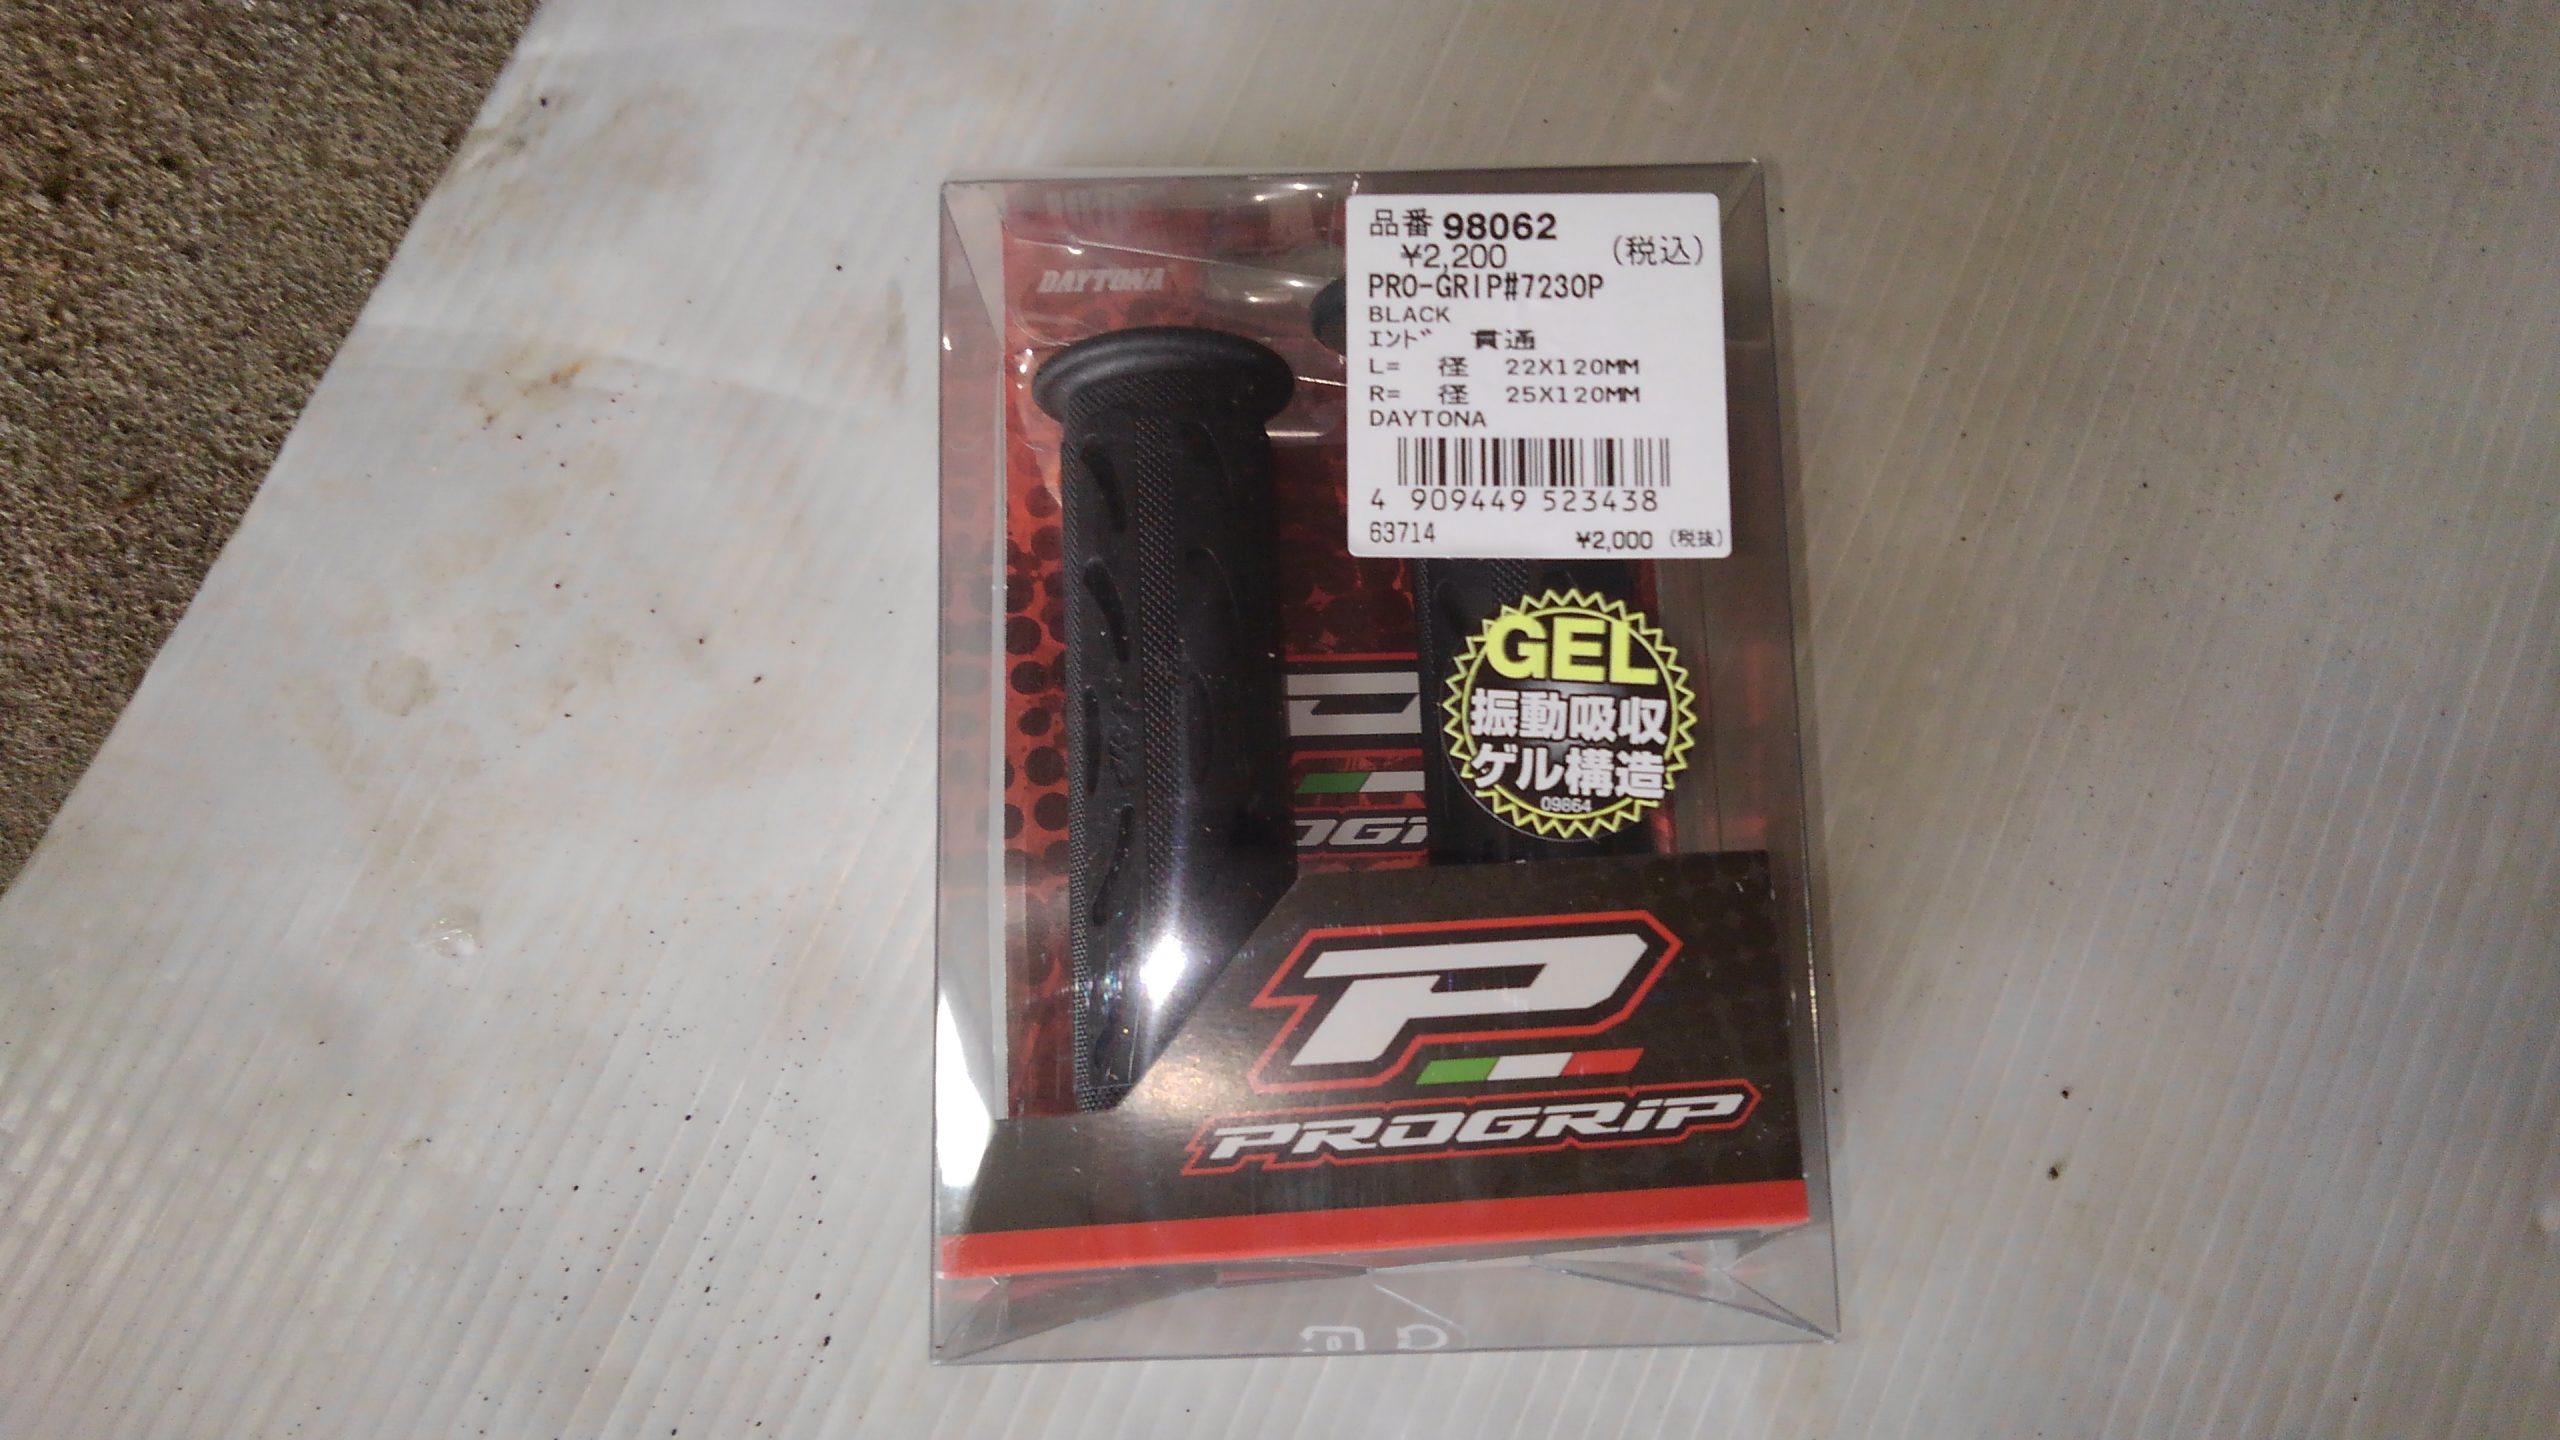 DAYTONA
品番 98062
¥2,200 (税込)
PRO-GRIP#7230P
BLACK
ｴﾝﾄﾞ 貫通
L= 径 22X120MM
R= 径 25X120MM
DAYTONA
4 909449 523438
63714 ¥2,000 (税抜)
GEL
振動吸収
ゲル構造
09864
PROGRIP